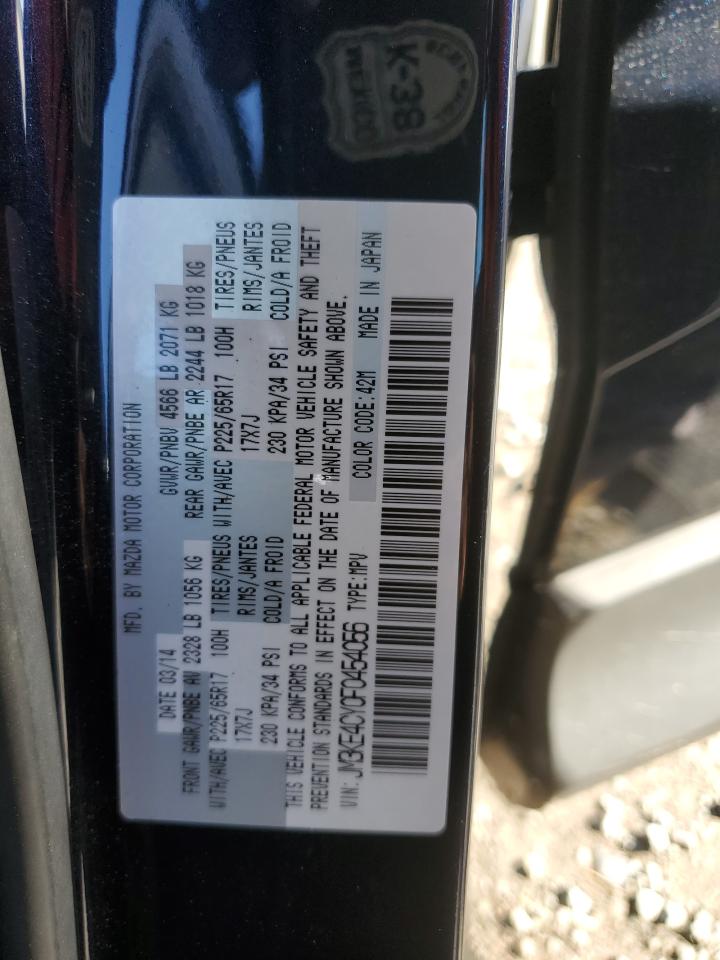 MFD. BY MAZDA MOTOR CORPORATION
DATE 03/14 GVWR/PNBV 4566 LB 2071 KG
FRONT GAWR/PNBE AV 2328 LB 1056 KG REAR GAWR/PNBE AR 2244 LB 1018 KG
WITH/AVEC P225/65R17 100H TIRES/PNEUS WITH/AVEC P225/65R17 100H TIRES/PNEUS
17X7J RIMS/JANTES 17X7J RIMS/JANTES
230 KPA/34 PSI COLD/A FROID 230 KPA/34 PSI COLD/A FROID
THIS VEHICLE CONFORMS TO ALL APPLICABLE FEDERAL MOTOR VEHICLE SAFETY AND THEFT
PREVENTION STANDARDS IN EFFECT ON THE DATE OF MANUFACTURE SHOWN ABOVE.
VIN: JM3KE4CY0F0454056 TYPE:MPV COLOR CODE:42M MADE IN JAPAN
K-38